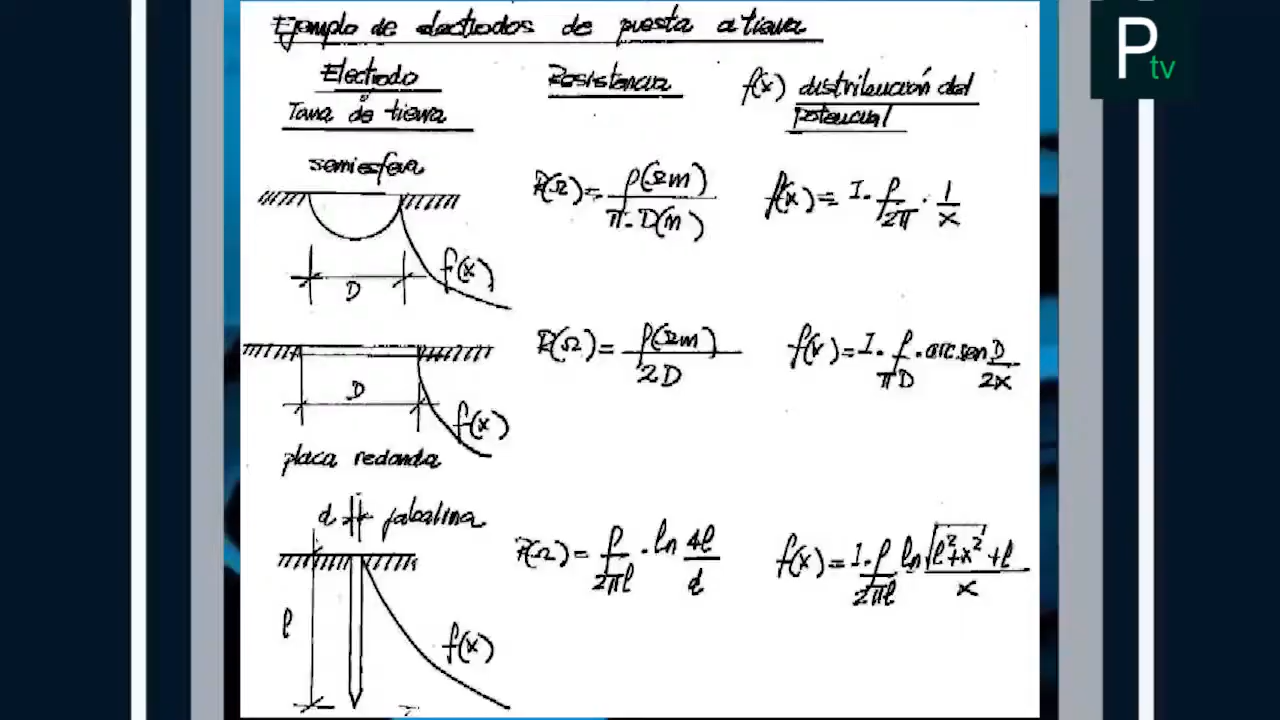 Ejemplo de electrodos de puesta a tierra
Electrodo
Toma de tierra
Resistencia
f(x) distribución del
potencial
semiesfera
R(Ω) = ρ(Ωm) / π · D(m)
f(x) = I · ρ/2π · 1/x
f(x)
D
R(Ω) = ρ(Ωm) / 2D
f(x) = I · ρ/πD · arc sen D/2x
D
f(x)
placa redonda
d jabalina
R(Ω) = ρ/2πl · ln 4l/d
f(x) = I · ρ/2πl ln √(l²+x²) + l / x
l
f(x)
P
tv